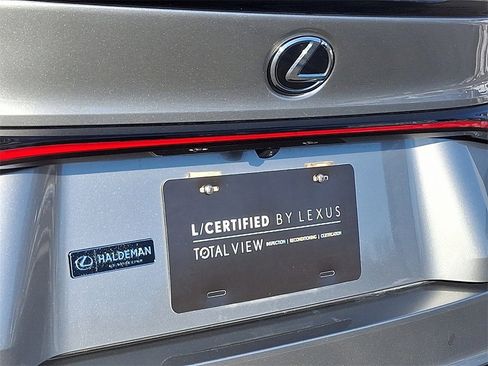 L/CERTIFIED BY LEXUS
TOTAL VIEW INSPECTION | RECONDITIONING | CERTIFICATION
HALDEMAN